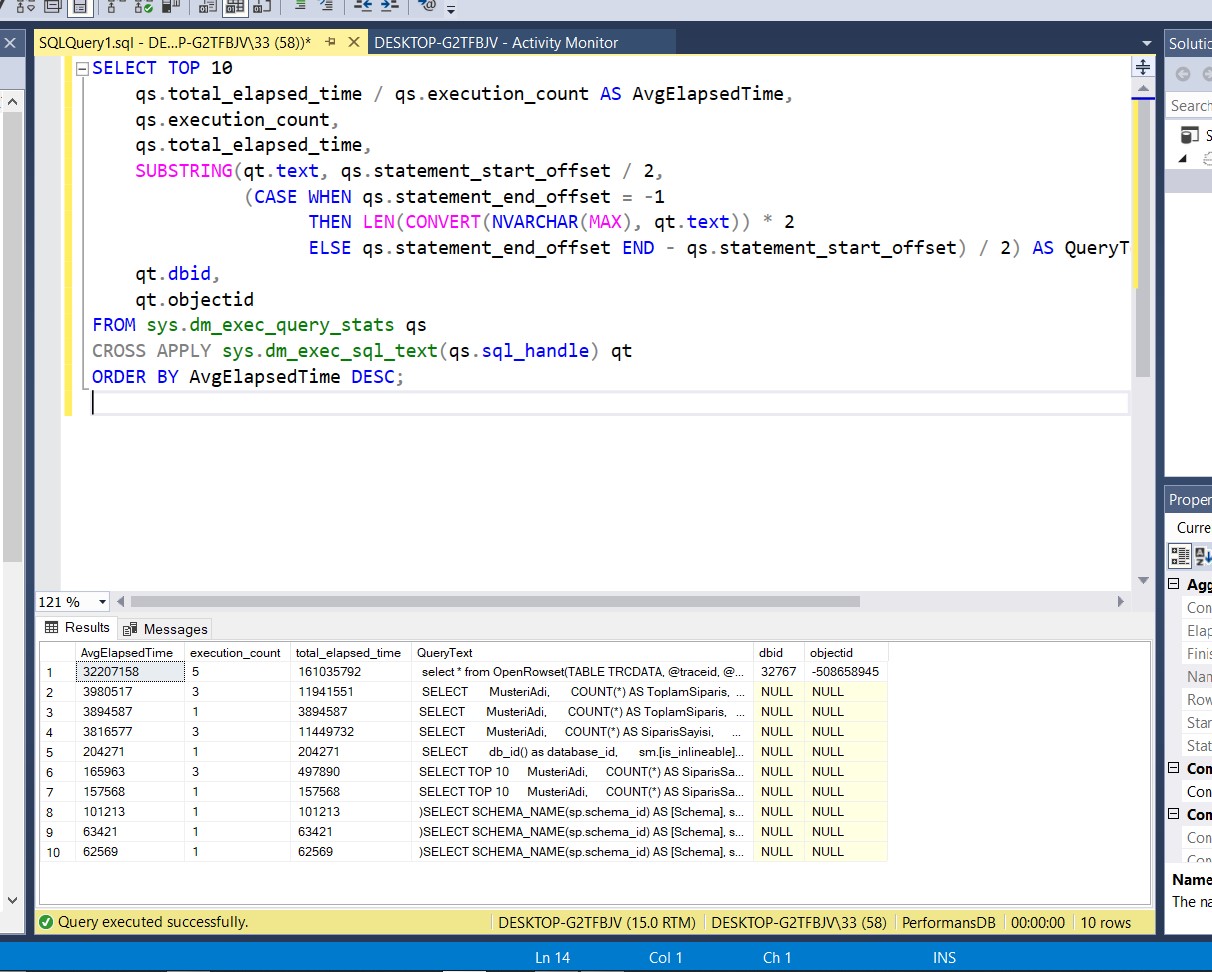 SQLQuery1.sql - DE...P-G2TFBJV\33 (58))* DESKTOP-G2TFBJV - Activity Monitor
SELECT TOP 10
qs.total_elapsed_time / qs.execution_count AS AvgElapsedTime,
qs.execution_count,
qs.total_elapsed_time,
SUBSTRING(qt.text, qs.statement_start_offset / 2,
(CASE WHEN qs.statement_end_offset = -1
THEN LEN(CONVERT(NVARCHAR(MAX), qt.text)) * 2
ELSE qs.statement_end_offset END - qs.statement_start_offset) / 2) AS QueryT
qt.dbid,
qt.objectid
FROM sys.dm_exec_query_stats qs
CROSS APPLY sys.dm_exec_sql_text(qs.sql_handle) qt
ORDER BY AvgElapsedTime DESC;
121 %
Results Messages
AvgElapsedTime execution_count total_elapsed_time QueryText dbid objectid
1 32207158 5 161035792 select * from OpenRowset(TABLE TRCDATA, @traceid, @... 32767 -508658945
2 3980517 3 11941551 SELECT MusteriAdi, COUNT(*) AS ToplamSiparis, ... NULL NULL
3 3894587 1 3894587 SELECT MusteriAdi, COUNT(*) AS ToplamSiparis, ... NULL NULL
4 3816577 3 11449732 SELECT MusteriAdi, COUNT(*) AS SiparisSayisi, ... NULL NULL
5 204271 1 204271 SELECT db_id() as database_id, sm.[is_inlineable]... NULL NULL
6 165963 3 497890 SELECT TOP 10 MusteriAdi, COUNT(*) AS SiparisSa... NULL NULL
7 157568 1 157568 SELECT TOP 10 MusteriAdi, COUNT(*) AS SiparisSa... NULL NULL
8 101213 1 101213 )SELECT SCHEMA_NAME(sp.schema_id) AS [Schema], s... NULL NULL
9 63421 1 63421 )SELECT SCHEMA_NAME(sp.schema_id) AS [Schema], s... NULL NULL
10 62569 1 62569 )SELECT SCHEMA_NAME(sp.schema_id) AS [Schema], s... NULL NULL
Query executed successfully. DESKTOP-G2TFBJV (15.0 RTM) DESKTOP-G2TFBJV\33 (58) PerformansDB 00:00:00 10 rows
Ln 14 Col 1 Ch 1 INS
Solutio
Search
S
Proper
Curre
Agg
Con
Elap
Finis
Nan
Row
Star
Stat
Con
Con
Con
Con
Name
The na